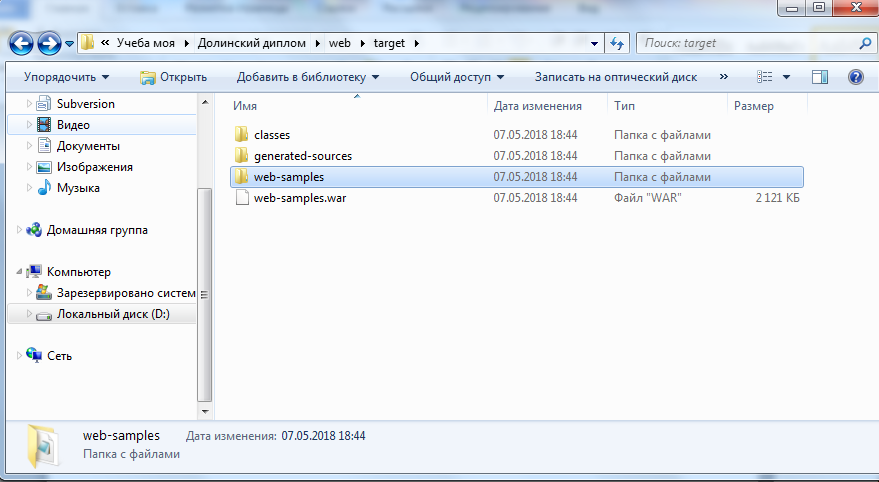 « Учеба моя Долинский диплом web target Поиск: target
Упорядочить Открыть Добавить в библиотеку Общий доступ Записать на оптический диск »
Имя Дата изменения Тип Размер
Subversion
Видео
Документы
Изображения
Музыка
Домашняя группа
Компьютер
Зарезервировано систем
Локальный диск (D:)
Сеть
classes 07.05.2018 18:44 Папка с файлами
generated-sources 07.05.2018 18:44 Папка с файлами
web-samples 07.05.2018 18:44 Папка с файлами
web-samples.war 07.05.2018 18:44 Файл "WAR" 2 121 КБ
web-samples Дата изменения: 07.05.2018 18:44
Папка с файлами